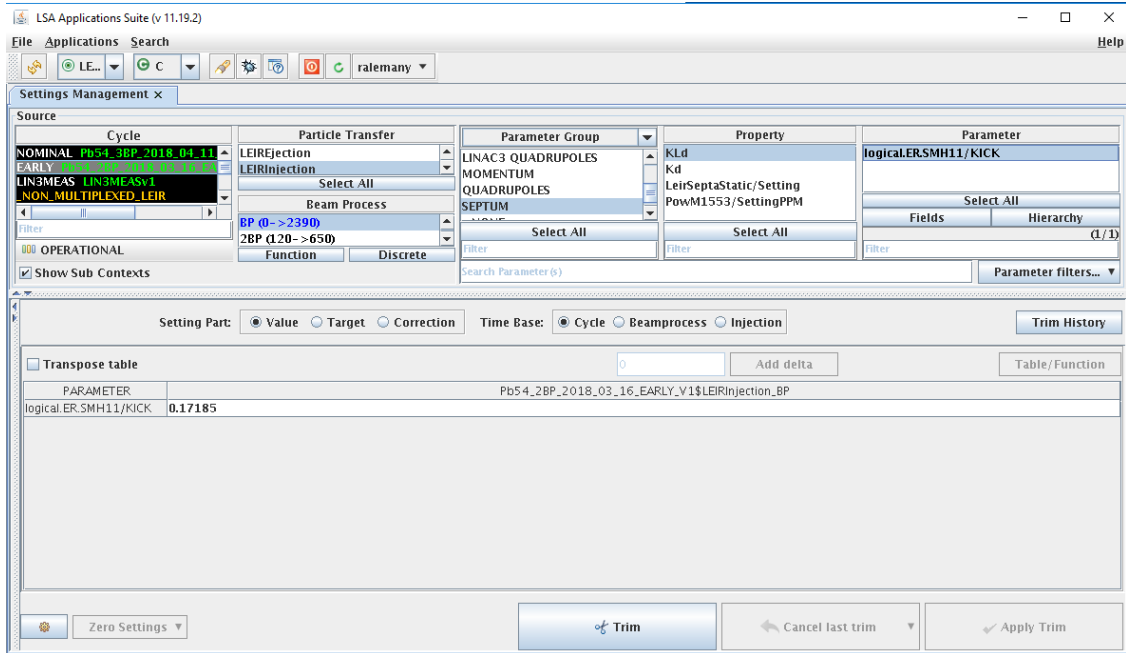 LSA Applications Suite (v 11.19.2)
File Applications Search Help
LE... C ralemany
Settings Management ×
Source
Cycle
NOMINAL Pb54_3BP_2018_04_11_
EARLY Pb54_2BP_2018_03_16_EA
LIN3MEAS LIN3MEASv1
_NON_MULTIPLEXED_LEIR
Filter
OPERATIONAL
Show Sub Contexts
Particle Transfer
LEIREjection
LEIRInjection
Select All
Beam Process
BP (0->2390)
2BP (120->650)
Function Discrete
Parameter Group
LINAC3 QUADRUPOLES
MOMENTUM
QUADRUPOLES
SEPTUM
Select All
Filter
Search Parameter(s)
Property
KLd
Kd
LeirSeptaStatic/Setting
PowM1553/SettingPPM
Select All
Filter
Parameter
logical.ER.SMH11/KICK
Select All
Fields Hierarchy
(1/1)
Filter
Parameter filters...
Setting Part: Value Target Correction Time Base: Cycle Beamprocess Injection Trim History
Transpose table 0 Add delta Table/Function
PARAMETER Pb54_2BP_2018_03_16_EARLY_V1$LEIRInjection_BP
logical.ER.SMH11/KICK 0.17185
Zero Settings Trim Cancel last trim Apply Trim